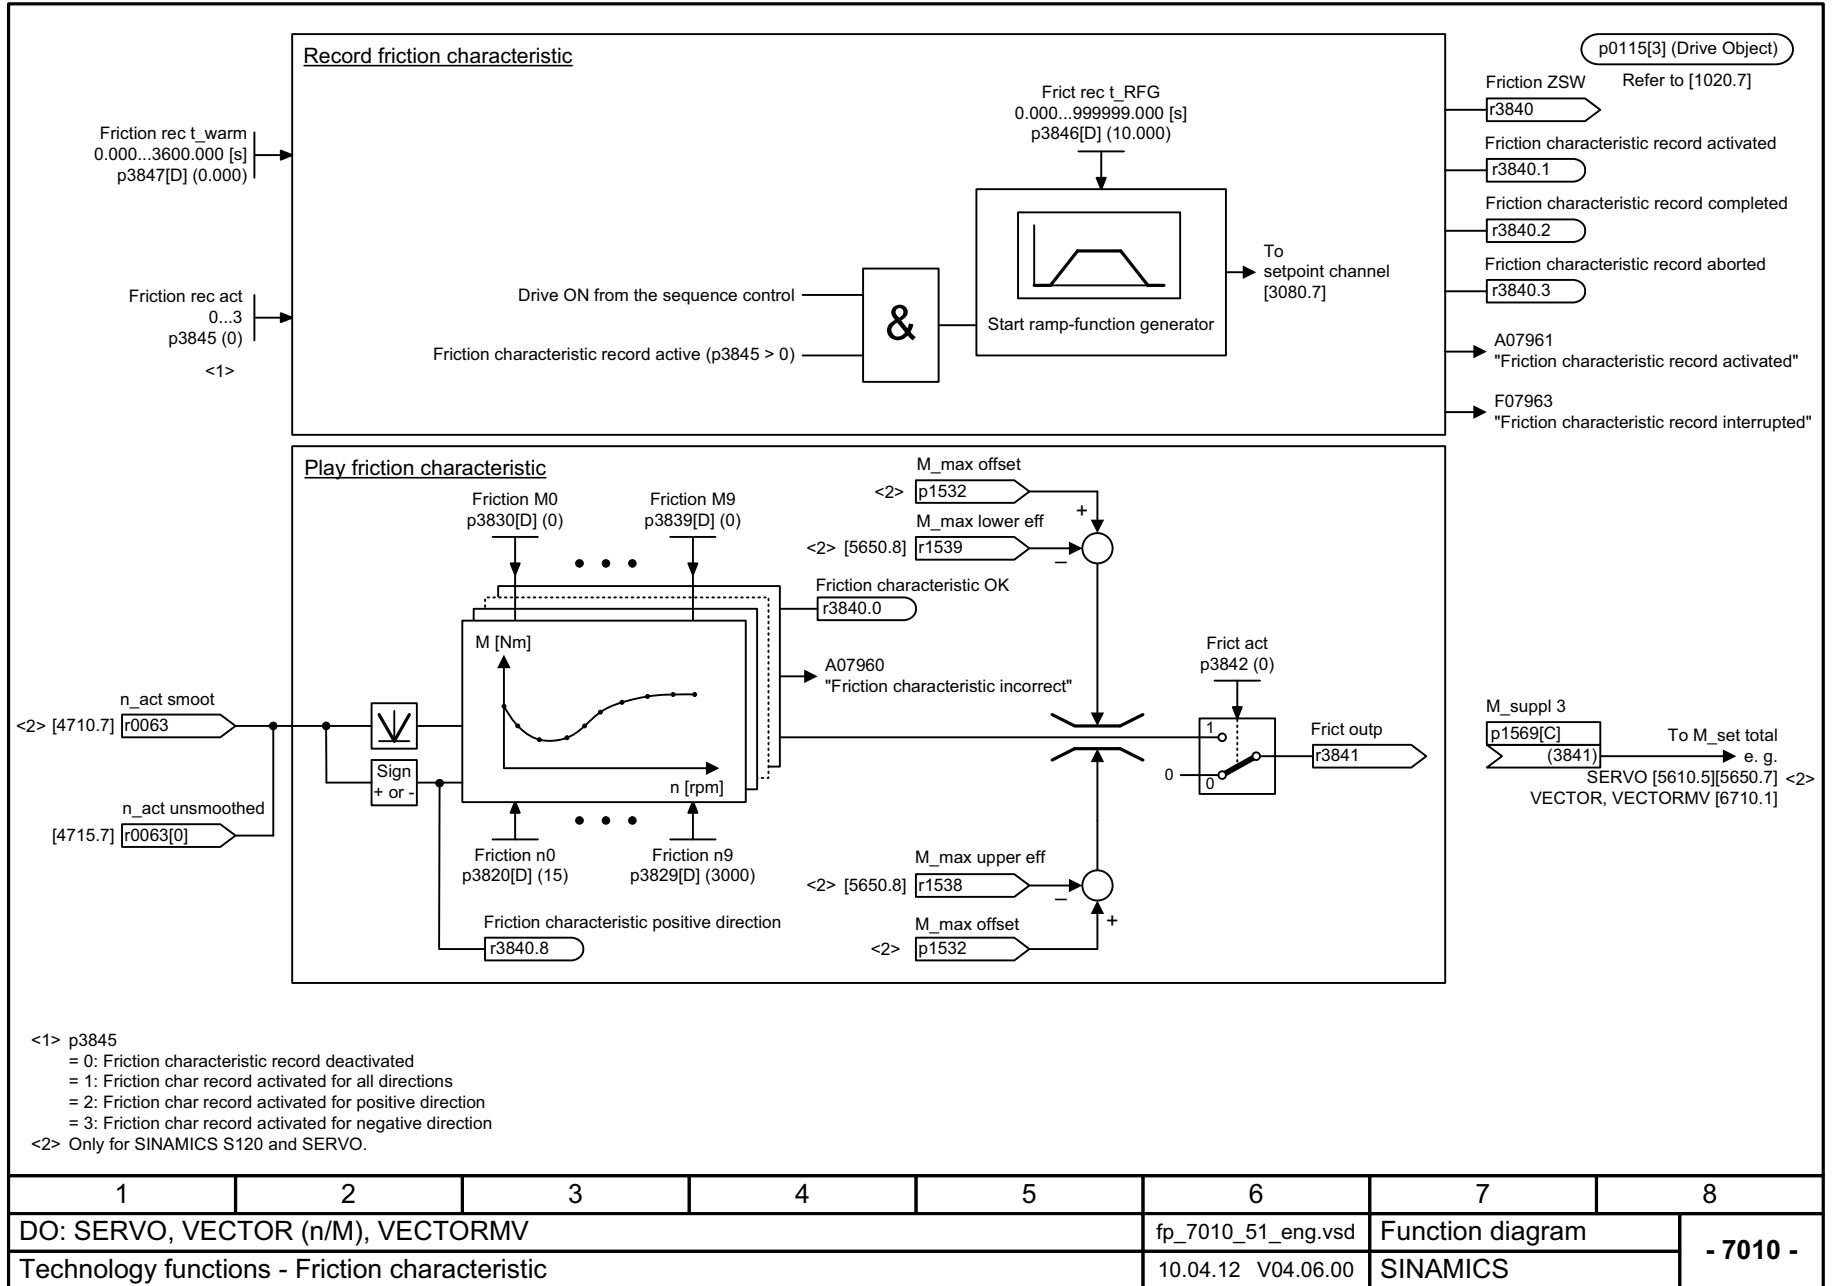 Record friction characteristic
p0115[3] (Drive Object)
Refer to [1020.7]
Friction rec t_warm
0.000...3600.000 [s]
p3847[D] (0.000)
Friction rec act
0...3
p3845 (0)
<1>
Frict rec t_RFG
0.000...999999.000 [s]
p3846[D] (10.000)
Drive ON from the sequence control
Friction characteristic record active (p3845 > 0)
&
Start ramp-function generator
To
setpoint channel
[3080.7]
Friction ZSW
r3840
Friction characteristic record activated
r3840.1
Friction characteristic record completed
r3840.2
Friction characteristic record aborted
r3840.3
A07961
"Friction characteristic record activated"
F07963
"Friction characteristic record interrupted"
Play friction characteristic
Friction M0
p3830[D] (0)
Friction M9
p3839[D] (0)
M_max offset
<2> p1532
+
M_max lower eff
<2> [5650.8] r1539
–
Friction characteristic OK
r3840.0
M [Nm]
n [rpm]
A07960
"Friction characteristic incorrect"
n_act smoot
<2> [4710.7] r0063
n_act unsmoothed
[4715.7] r0063[0]
Sign
+ or -
Friction n0
p3820[D] (15)
Friction n9
p3829[D] (3000)
Friction characteristic positive direction
r3840.8
M_max upper eff
<2> [5650.8] r1538
–
M_max offset
<2> p1532
+
Frict act
p3842 (0)
1
0
0
Frict outp
r3841
M_suppl 3
p1569[C]
(3841)
To M_set total
e. g.
SERVO [5610.5][5650.7] <2>
VECTOR, VECTORMV [6710.1]
<1> p3845
= 0: Friction characteristic record deactivated
= 1: Friction char record activated for all directions
= 2: Friction char record activated for positive direction
= 3: Friction char record activated for negative direction
<2> Only for SINAMICS S120 and SERVO.
1 2 3 4 5 6 7 8
DO: SERVO, VECTOR (n/M), VECTORMV
fp_7010_51_eng.vsd
Function diagram
- 7010 -
Technology functions - Friction characteristic
10.04.12 V04.06.00
SINAMICS